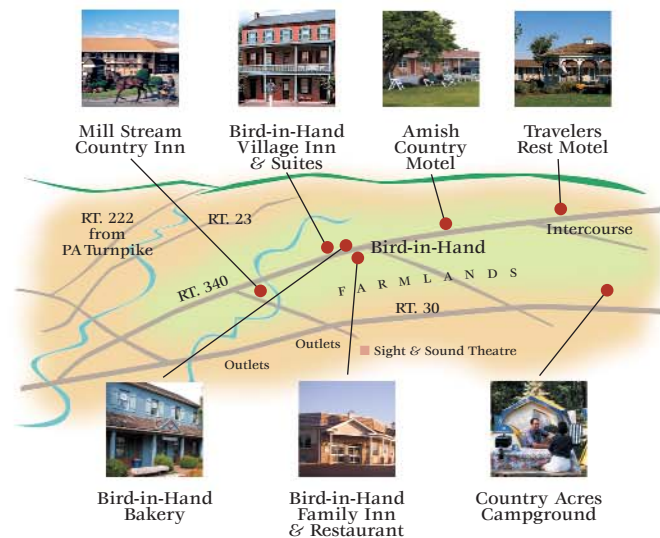 Mill Stream
Country Inn
Bird-in-Hand
Village Inn
& Suites
Amish
Country
Motel
Travelers
Rest Motel
RT. 222
from
PA Turnpike
RT. 23
Intercourse
Bird-in-Hand
RT. 340
FARMLANDS
RT. 30
Outlets
Outlets
Sight & Sound Theatre
Bird-in-Hand
Bakery
Bird-in-Hand
Family Inn
& Restaurant
Country Acres
Campground